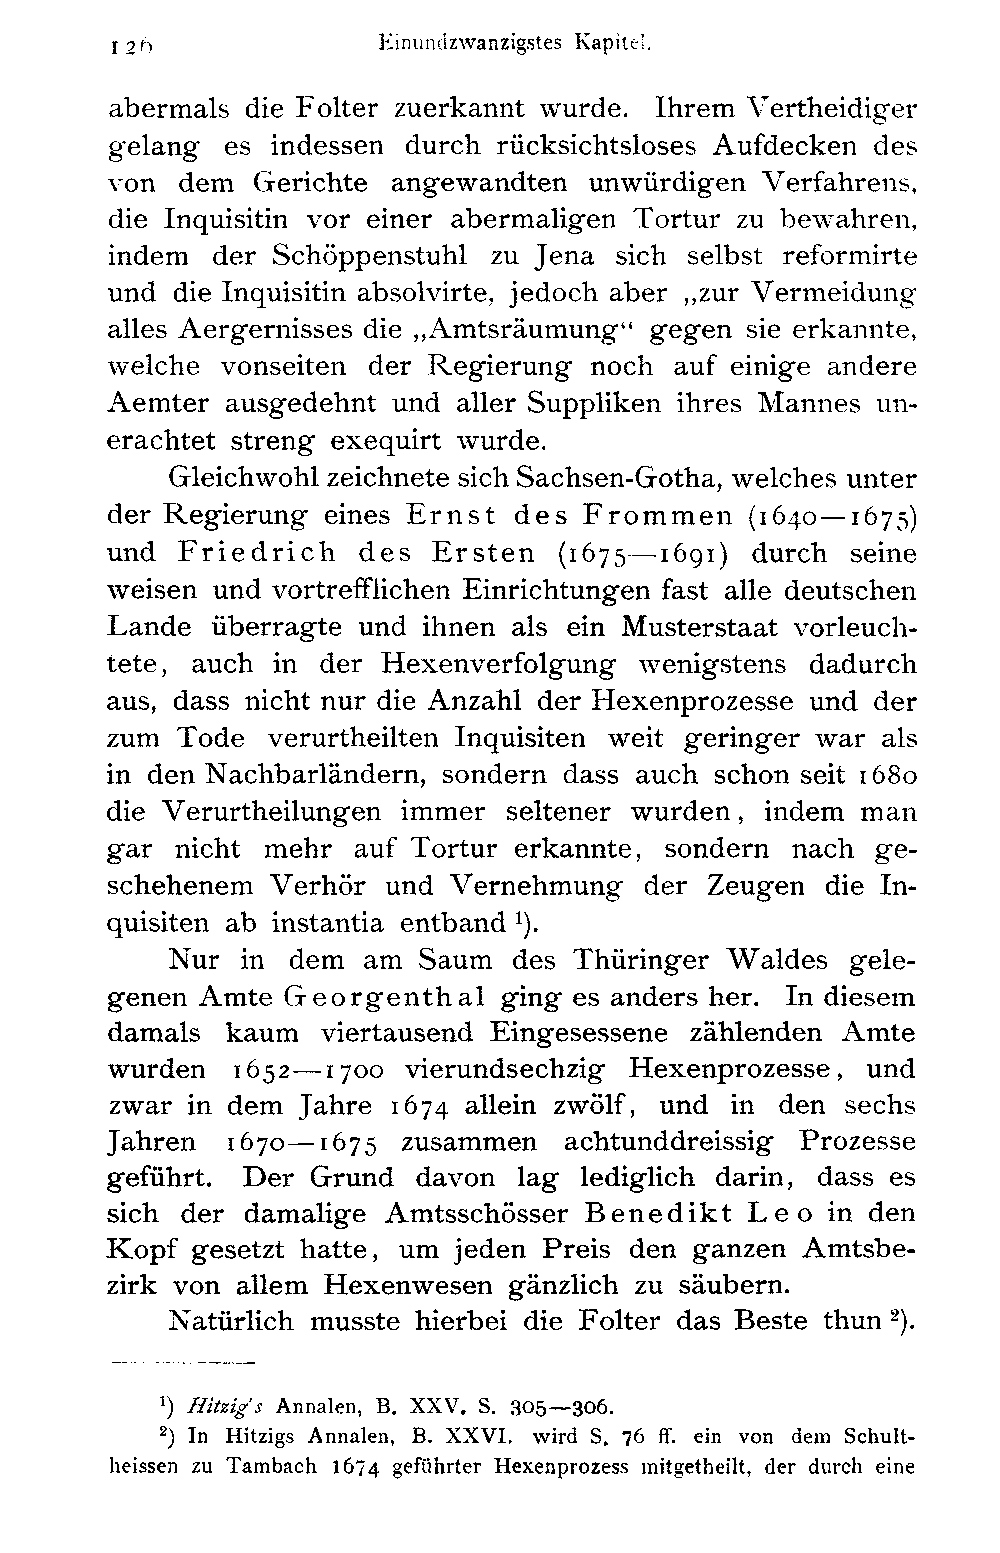 126 Einundzwanzigstes Kapitel.
abermals die Folter zuerkannt wurde. Ihrem Vertheidiger
gelang es indessen durch rücksichtsloses Aufdecken des
von dem Gerichte angewandten unwürdigen Verfahrens,
die Inquisitin vor einer abermaligen Tortur zu bewahren,
indem der Schöppenstuhl zu Jena sich selbst reformirte
und die Inquisitin absolvirte, jedoch aber „zur Vermeidung
alles Aergernisses die „Amtsräumung“ gegen sie erkannte,
welche vonseiten der Regierung noch auf einige andere
Aemter ausgedehnt und aller Suppliken ihres Mannes un-
erachtet streng exequirt wurde.
Gleichwohl zeichnete sich Sachsen-Gotha, welches unter
der Regierung eines Ernst des Frommen (1640—1675)
und Friedrich des Ersten (1675—1691) durch seine
weisen und vortrefflichen Einrichtungen fast alle deutschen
Lande überragte und ihnen als ein Musterstaat vorleuch-
tete, auch in der Hexenverfolgung wenigstens dadurch
aus, dass nicht nur die Anzahl der Hexenprozesse und der
zum Tode verurtheilten Inquisiten weit geringer war als
in den Nachbarländern, sondern dass auch schon seit 1680
die Verurtheilungen immer seltener wurden, indem man
gar nicht mehr auf Tortur erkannte, sondern nach ge-
schehenem Verhör und Vernehmung der Zeugen die In-
quisiten ab instantia entband ¹).
Nur in dem am Saum des Thüringer Waldes gele-
genen Amte Georgenthal ging es anders her. In diesem
damals kaum viertausend Eingesessene zählenden Amte
wurden 1652—1700 vierundsechzig Hexenprozesse, und
zwar in dem Jahre 1674 allein zwölf, und in den sechs
Jahren 1670—1675 zusammen achtunddreissig Prozesse
geführt. Der Grund davon lag lediglich darin, dass es
sich der damalige Amtsschösser Benedikt Leo in den
Kopf gesetzt hatte, um jeden Preis den ganzen Amtsbe-
zirk von allem Hexenwesen gänzlich zu säubern.
Natürlich musste hierbei die Folter das Beste thun ²).
¹) Hitzig's Annalen, B. XXV. S. 305—306.
²) In Hitzigs Annalen, B. XXVI. wird S. 76 ff. ein von dem Schult-
heissen zu Tambach 1674 geführter Hexenprozess mitgetheilt, der durch eine